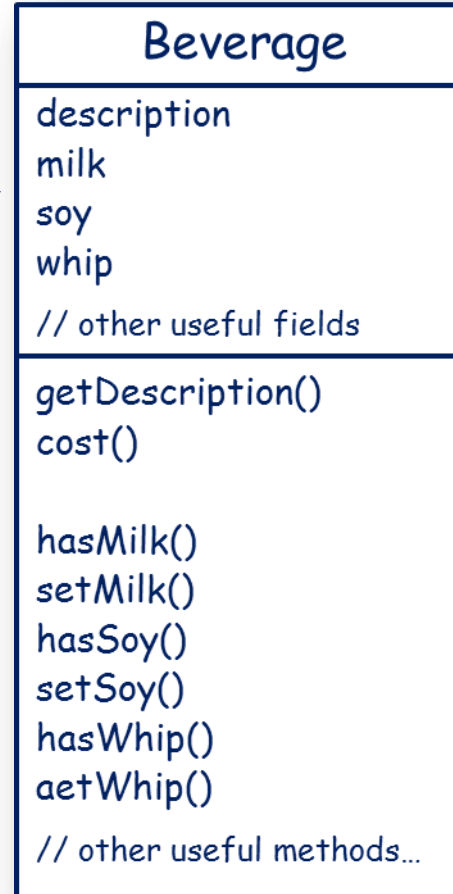 Beverage
description
milk
soy
whip
// other useful fields
getDescription()
cost()
hasMilk()
setMilk()
hasSoy()
setSoy()
hasWhip()
aetWhip()
// other useful methods…